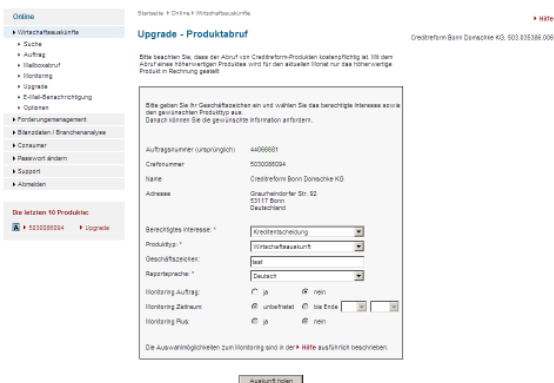 Online
Wirtschaftsauskünfte
Suche
Auftrag
Mailboxabruf
Monitoring
Upgrade
E-Mail-Benachrichtigung
Optionen
Forderungsmanagement
Bilanzdaten / Branchenanalyse
Consumer
Passwort ändern
Support
Abmelden
Die letzten 10 Produkte:
A 5030086094 Upgrade
Startseite Online Wirtschaftsauskünfte
Hilfe
Upgrade - Produktabruf
Creditreform Bonn Domschke KG, 503.035386.006
Bitte beachten Sie, dass der Abruf von Creditreform-Produkten kostenpflichtig ist. Mit dem
Abruf eines höherwertigen Produktes wird für den aktuellen Monat nur das höherwertige
Produkt in Rechnung gestellt
Bitte geben Sie Ihr Geschäftszeichen ein und wählen Sie das berechtigte Interesse sowie
den gewünschten Produkttyp aus.
Danach können Sie die gewünschte Information anfordern.
Auftragsnummer (ursprünglich) 44066681
Crefonummer 5030086094
Name Creditreform Bonn Domschke KG
Adresse Graurheindorfer Str. 92
53117 Bonn
Deutschland
Berechtigtes Interesse: * Kreditentscheidung
Produkttyp: * Wirtschaftsauskunft
Geschäftszeichen: test
Reportsprache: * Deutsch
Monitoring Auftrag: ja nein
Monitoring Zeitraum: unbefristet bis Ende
Monitoring Plus: ja nein
Die Auswahlmöglichkeiten zum Monitoring sind in der Hilfe ausführlich beschrieben.
Auskunft holen